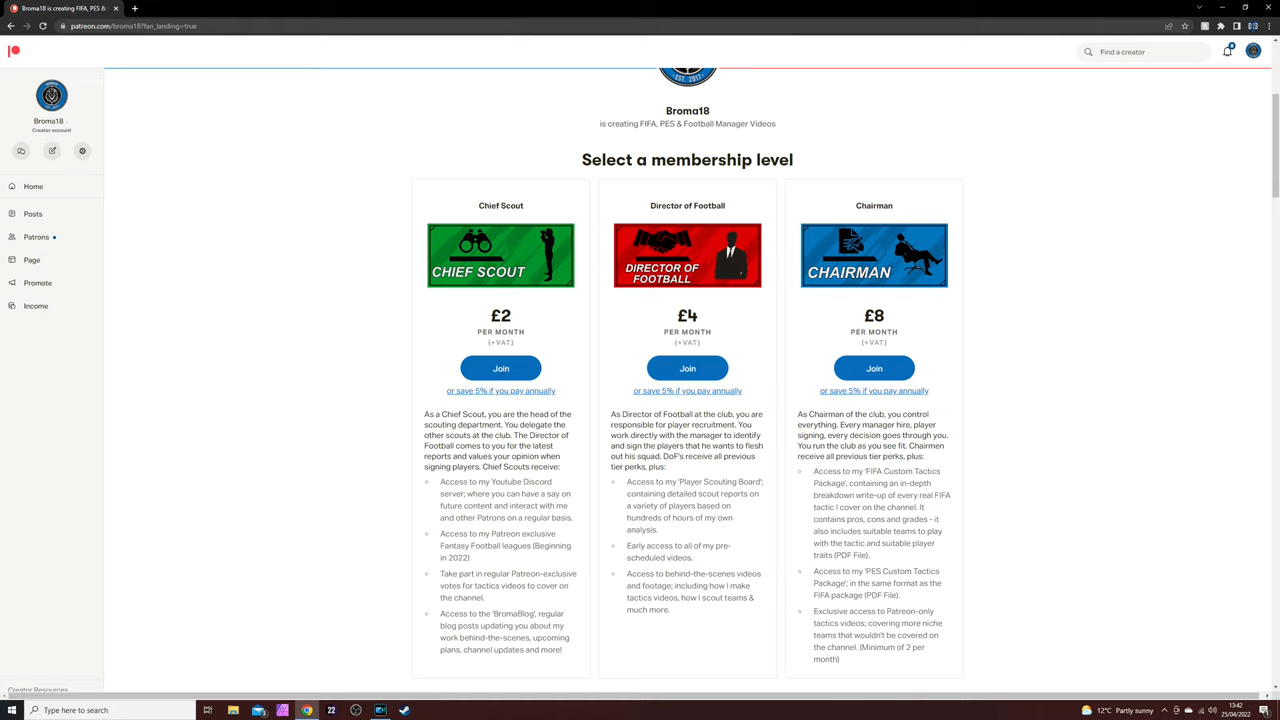 Broma18 is creating FIFA, PES &
patreon.com/broma18?fan_landing=true
Find a creator
8
EST 2017
Broma18
Creator account
Home
Posts
Patrons
Page
Promote
Income
Creator Resources
Broma18
is creating FIFA, PES & Football Manager Videos
Select a membership level
Chief Scout
CHIEF SCOUT
£2
PER MONTH
(+VAT)
Join
or save 5% if you pay annually
As a Chief Scout, you are the head of the
scouting department. You delegate the
other scouts at the club. The Director of
Football comes to you for the latest
reports and values your opinion when
signing players. Chief Scouts receive:
Access to my Youtube Discord
server; where you can have a say on
future content and interact with me
and other Patrons on a regular basis.
Access to my Patreon exclusive
Fantasy Football leagues (Beginning
in 2022)
Take part in regular Patreon-exclusive
votes for tactics videos to cover on
the channel.
Access to the 'BromaBlog', regular
blog posts updating you about my
work behind-the-scenes, upcoming
plans, channel updates and more!
Director of Football
DIRECTOR OF
FOOTBALL
£4
PER MONTH
(+VAT)
Join
or save 5% if you pay annually
As Director of Football at the club, you are
responsible for player recruitment. You
work directly with the manager to identify
and sign the players that he wants to flesh
out his squad. DoF's receive all previous
tier perks, plus:
Access to my 'Player Scouting Board';
containing detailed scout reports on
a variety of players based on
hundreds of hours of my own
analysis.
Early access to all of my pre-
scheduled videos.
Access to behind-the-scenes videos
and footage; including how I make
tactics videos, how I scout teams &
much more.
Chairman
CHAIRMAN
£8
PER MONTH
(+VAT)
Join
or save 5% if you pay annually
As Chairman of the club, you control
everything. Every manager hire, player
signing, every decision goes through you.
You run the club as you see fit. Chairmen
receive all previous tier perks, plus:
Access to my 'FIFA Custom Tactics
Package', containing an in-depth
breakdown write-up of every real FIFA
tactic I cover on the channel. It
contains pros, cons and grades - it
also includes suitable teams to play
with the tactic and suitable player
traits (PDF File).
Access to my 'PES Custom Tactics
Package'; in the same format as the
FIFA package (PDF File).
Exclusive access to Patreon-only
tactics videos; covering more niche
teams that wouldn't be covered on
the channel. (Minimum of 2 per
month)
Type here to search
22
12°C Partly sunny
13:42
25/04/2022